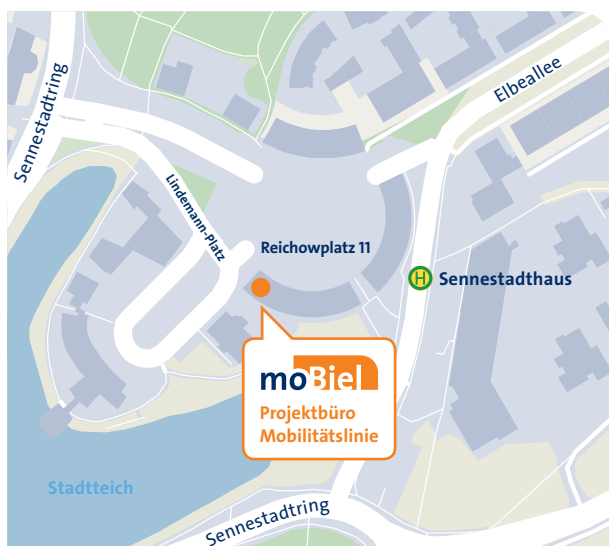 Elbeallee
Sennestadtring
Lindemann-Platz
Reichowplatz 11
H
Sennestadthaus
moBiel
Projektbüro
Mobilitätslinie
Stadtteich
Sennestadtring